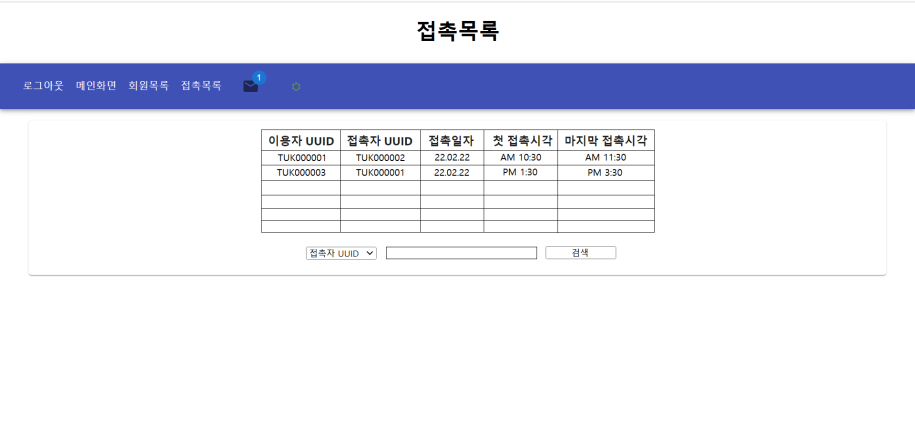 접촉목록
로그아웃 메인화면 회원목록 접촉목록 1
이용자 UUID 접촉자 UUID 접촉일자 첫 접촉시각 마지막 접촉시각
TUK000001 TUK000002 22.02.22 AM 10:30 AM 11:30
TUK000003 TUK000001 22.02.22 PM 1:30 PM 3:30
접촉자 UUID 검색